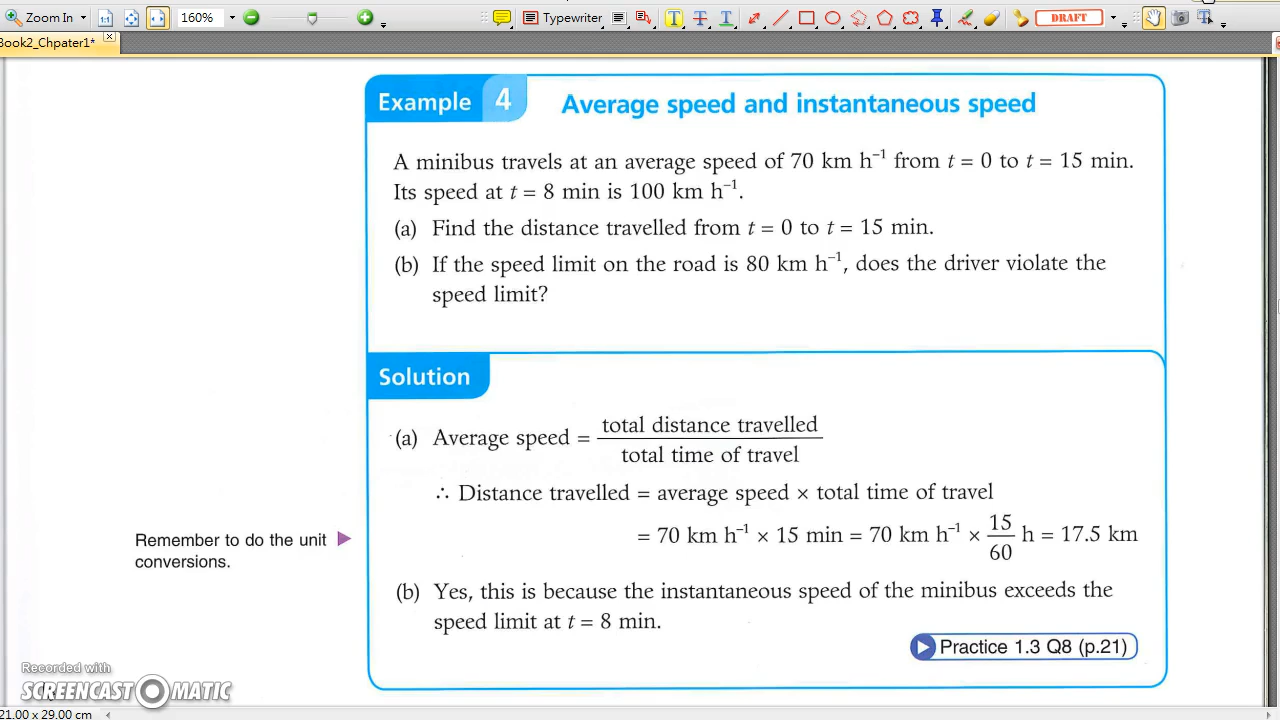 Zoom In
160%
Typewriter
DRAFT
Book2_Chpater1*
Example 4 Average speed and instantaneous speed
A minibus travels at an average speed of 70 km h⁻¹ from t = 0 to t = 15 min.
Its speed at t = 8 min is 100 km h⁻¹.
(a) Find the distance travelled from t = 0 to t = 15 min.
(b) If the speed limit on the road is 80 km h⁻¹, does the driver violate the
speed limit?
Solution
(a) Average speed = total distance travelled / total time of travel
∴ Distance travelled = average speed × total time of travel
= 70 km h⁻¹ × 15 min = 70 km h⁻¹ × 15/60 h = 17.5 km
Remember to do the unit
conversions.
(b) Yes, this is because the instantaneous speed of the minibus exceeds the
speed limit at t = 8 min.
Practice 1.3 Q8 (p.21)
Recorded with
SCREENCAST MATIC
21.00 x 29.00 cm